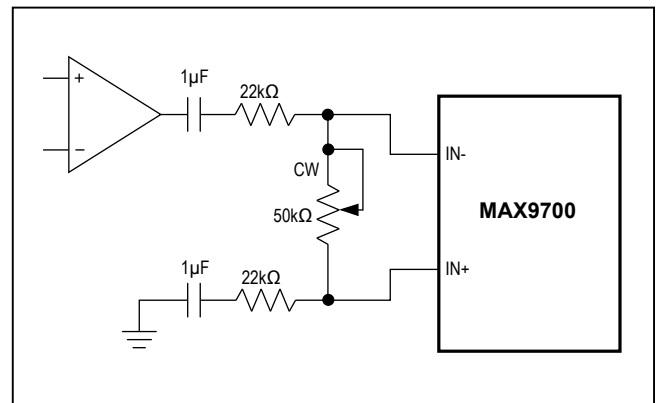 1µF
22kΩ
+
−
CW
IN-
50kΩ
MAX9700
IN+
1µF
22kΩ